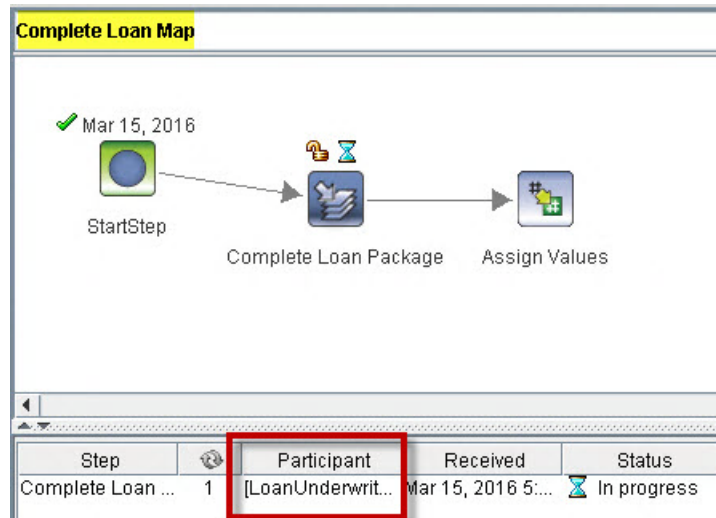 Complete Loan Map
Mar 15, 2016
StartStep
Complete Loan Package
Assign Values
Step Participant Received Status
Complete Loan ... 1 [LoanUnderwrit... Mar 15, 2016 5:... In progress